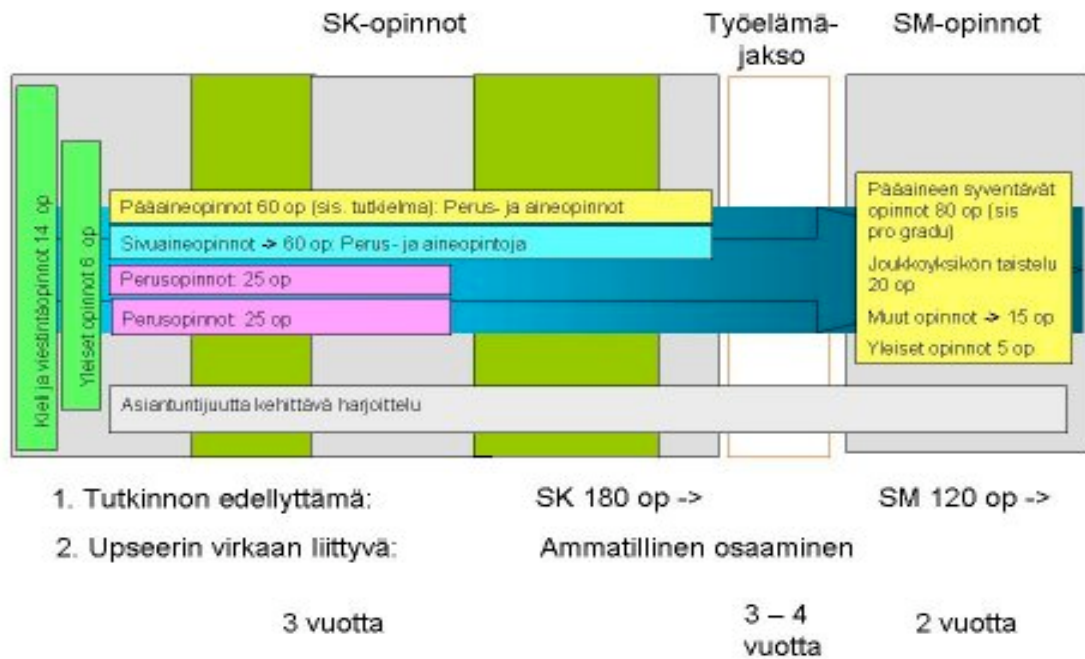 SK-opinnot
Työelämä-
jakso
SM-opinnot
Kieli ja viestintäopinnot 14 op
Yleiset opinnot 6 op
Pääaineopinnot 60 op (sis. tutkielma): Perus- ja aineopinnot
Sivuaineopinnot -> 60 op: Perus- ja aineopintoja
Perusopinnot: 25 op
Perusopinnot: 25 op
Asiantuntijuutta kehittävä harjoittelu
Pääaineen syventävät
opinnot 80 op (sis
pro gradu)
Joukkoyksikön taistelu
20 op
Muut opinnot -> 15 op
Yleiset opinnot 5 op
1. Tutkinnon edellyttämä:
SK 180 op ->
SM 120 op ->
2. Upseerin virkaan liittyvä:
Ammatillinen osaaminen
3 vuotta
3 – 4
vuotta
2 vuotta